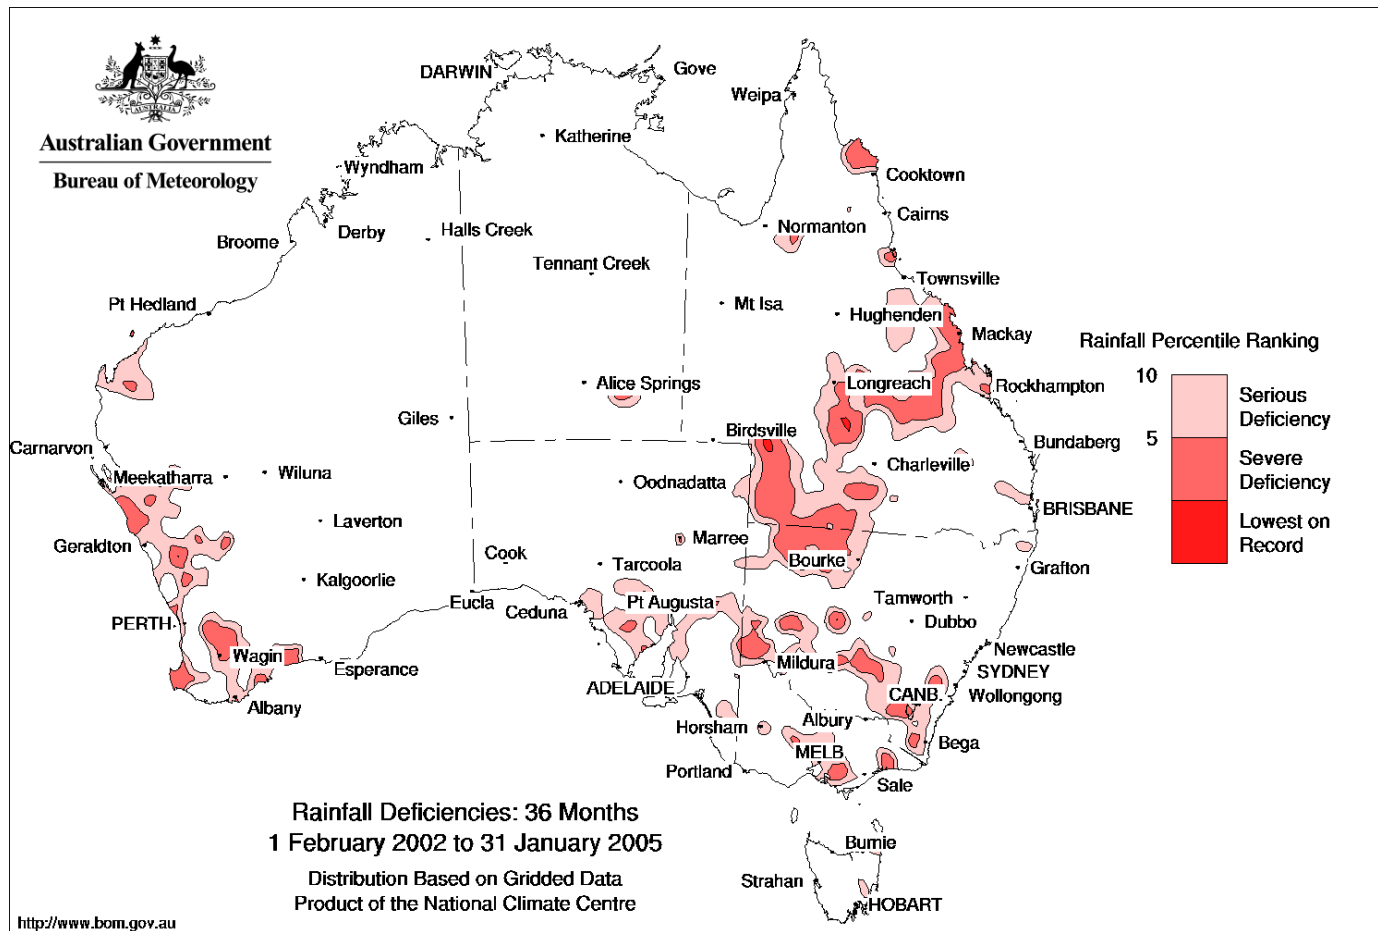 AUSTRALIA
Australian Government
Bureau of Meteorology
DARWIN
Gove
Weipa
Katherine
Wyndham
Cooktown
Cairns
Normanton
Halls Creek
Derby
Broome
Tennant Creek
Townsville
Pt Hedland
Mt Isa
Hughenden
Mackay
Alice Springs
Longreach
Rockhampton
Giles
Birdsville
Carnarvon
Bundaberg
Meekatharra
Wiluna
Oodnadatta
Charleville
BRISBANE
Laverton
Geraldton
Marree
Cook
Bourke
Grafton
Tarcoola
Kalgoorlie
Eucla
Ceduna
Pt Augusta
Tamworth
Dubbo
PERTH
Wagin
Esperance
Mildura
Newcastle
SYDNEY
Wollongong
ADELAIDE
CANB.
Albany
Horsham
Albury
Bega
MELB
Portland
Sale
Burnie
Strahan
HOBART
Rainfall Percentile Ranking
10
Serious
Deficiency
5
Severe
Deficiency
Lowest on
Record
Rainfall Deficiencies: 36 Months
1 February 2002 to 31 January 2005
Distribution Based on Gridded Data
Product of the National Climate Centre
http://www.bom.gov.au